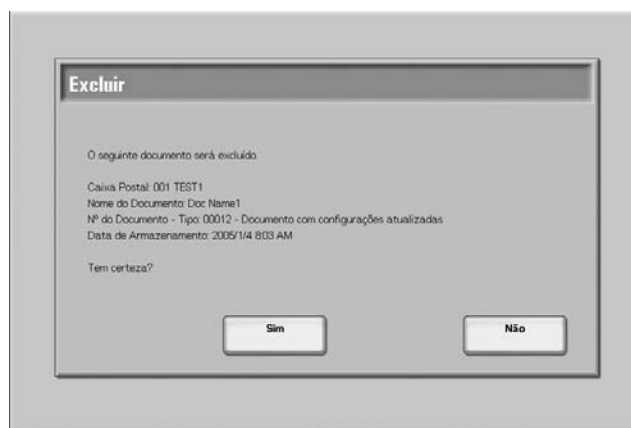 Excluir
O seguinte documento será excluído
Caixa Postal: 001 TEST1
Nome do Documento: Doc Name1
Nº do Documento - Tipo: 00012 - Documento com configurações atualizadas
Data de Armazenamento: 2005/1/4 8:03 AM
Tem certeza?
Sim Não